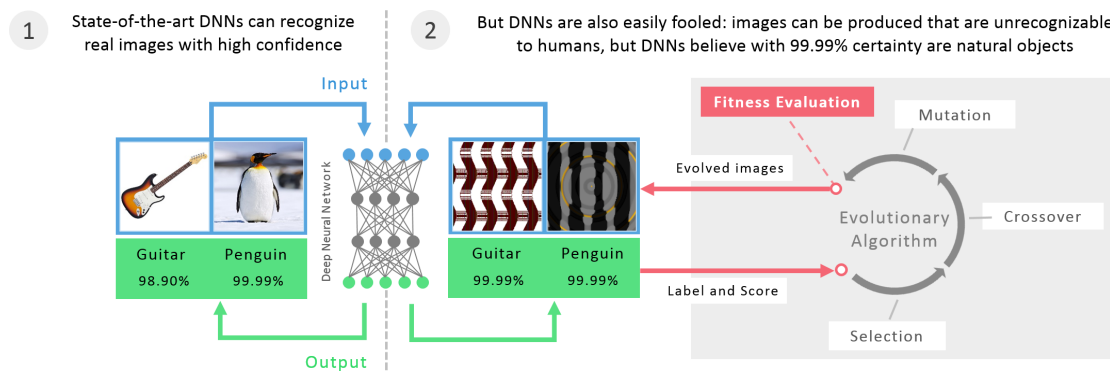 1
State-of-the-art DNNs can recognize
real images with high confidence
2
But DNNs are also easily fooled: images can be produced that are unrecognizable
to humans, but DNNs believe with 99.99% certainty are natural objects
Input
Deep Neural Network
Guitar
Penguin
98.90%
99.99%
Output
Guitar
Penguin
99.99%
99.99%
Evolved images
Label and Score
Fitness Evaluation
Mutation
Crossover
Evolutionary
Algorithm
Selection